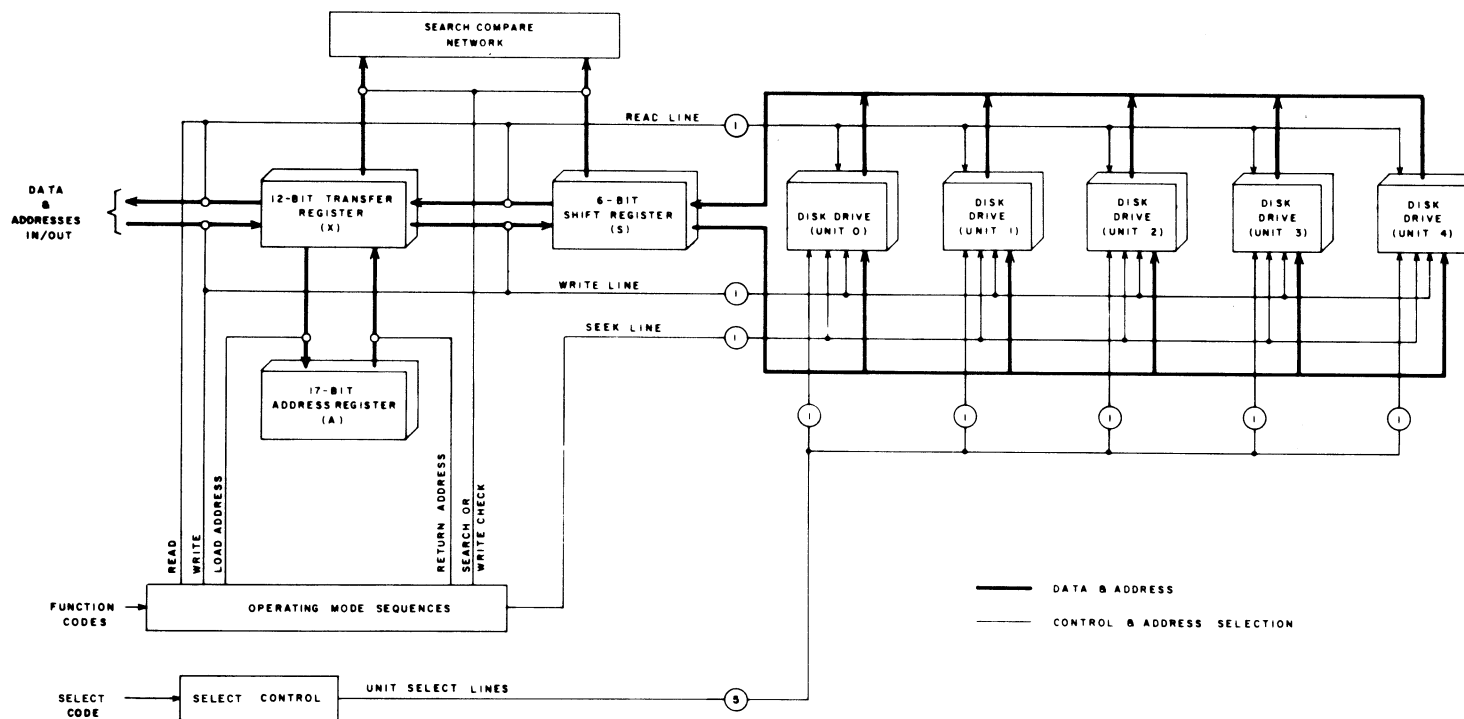 SEARCH COMPARE
NETWORK
READ LINE
1
DATA
&
ADDRESSES
IN/OUT
12-BIT TRANSFER
REGISTER
(X)
6-BIT
SHIFT REGISTER
(S)
DISK DRIVE
(UNIT 0)
DISK
DRIVE
(UNIT 1)
DISK
DRIVE
(UNIT 2)
DISK
DRIVE
(UNIT 3)
DISK
DRIVE
(UNIT 4)
WRITE LINE
1
SEEK LINE
1
17-BIT
ADDRESS REGISTER
(A)
1
1
1
1
1
READ
WRITE
LOAD ADDRESS
RETURN ADDRESS
SEARCH OR
WRITE CHECK
FUNCTION
CODES
OPERATING MODE SEQUENCES
DATA & ADDRESS
CONTROL & ADDRESS SELECTION
SELECT
CODE
SELECT CONTROL
UNIT SELECT LINES
5